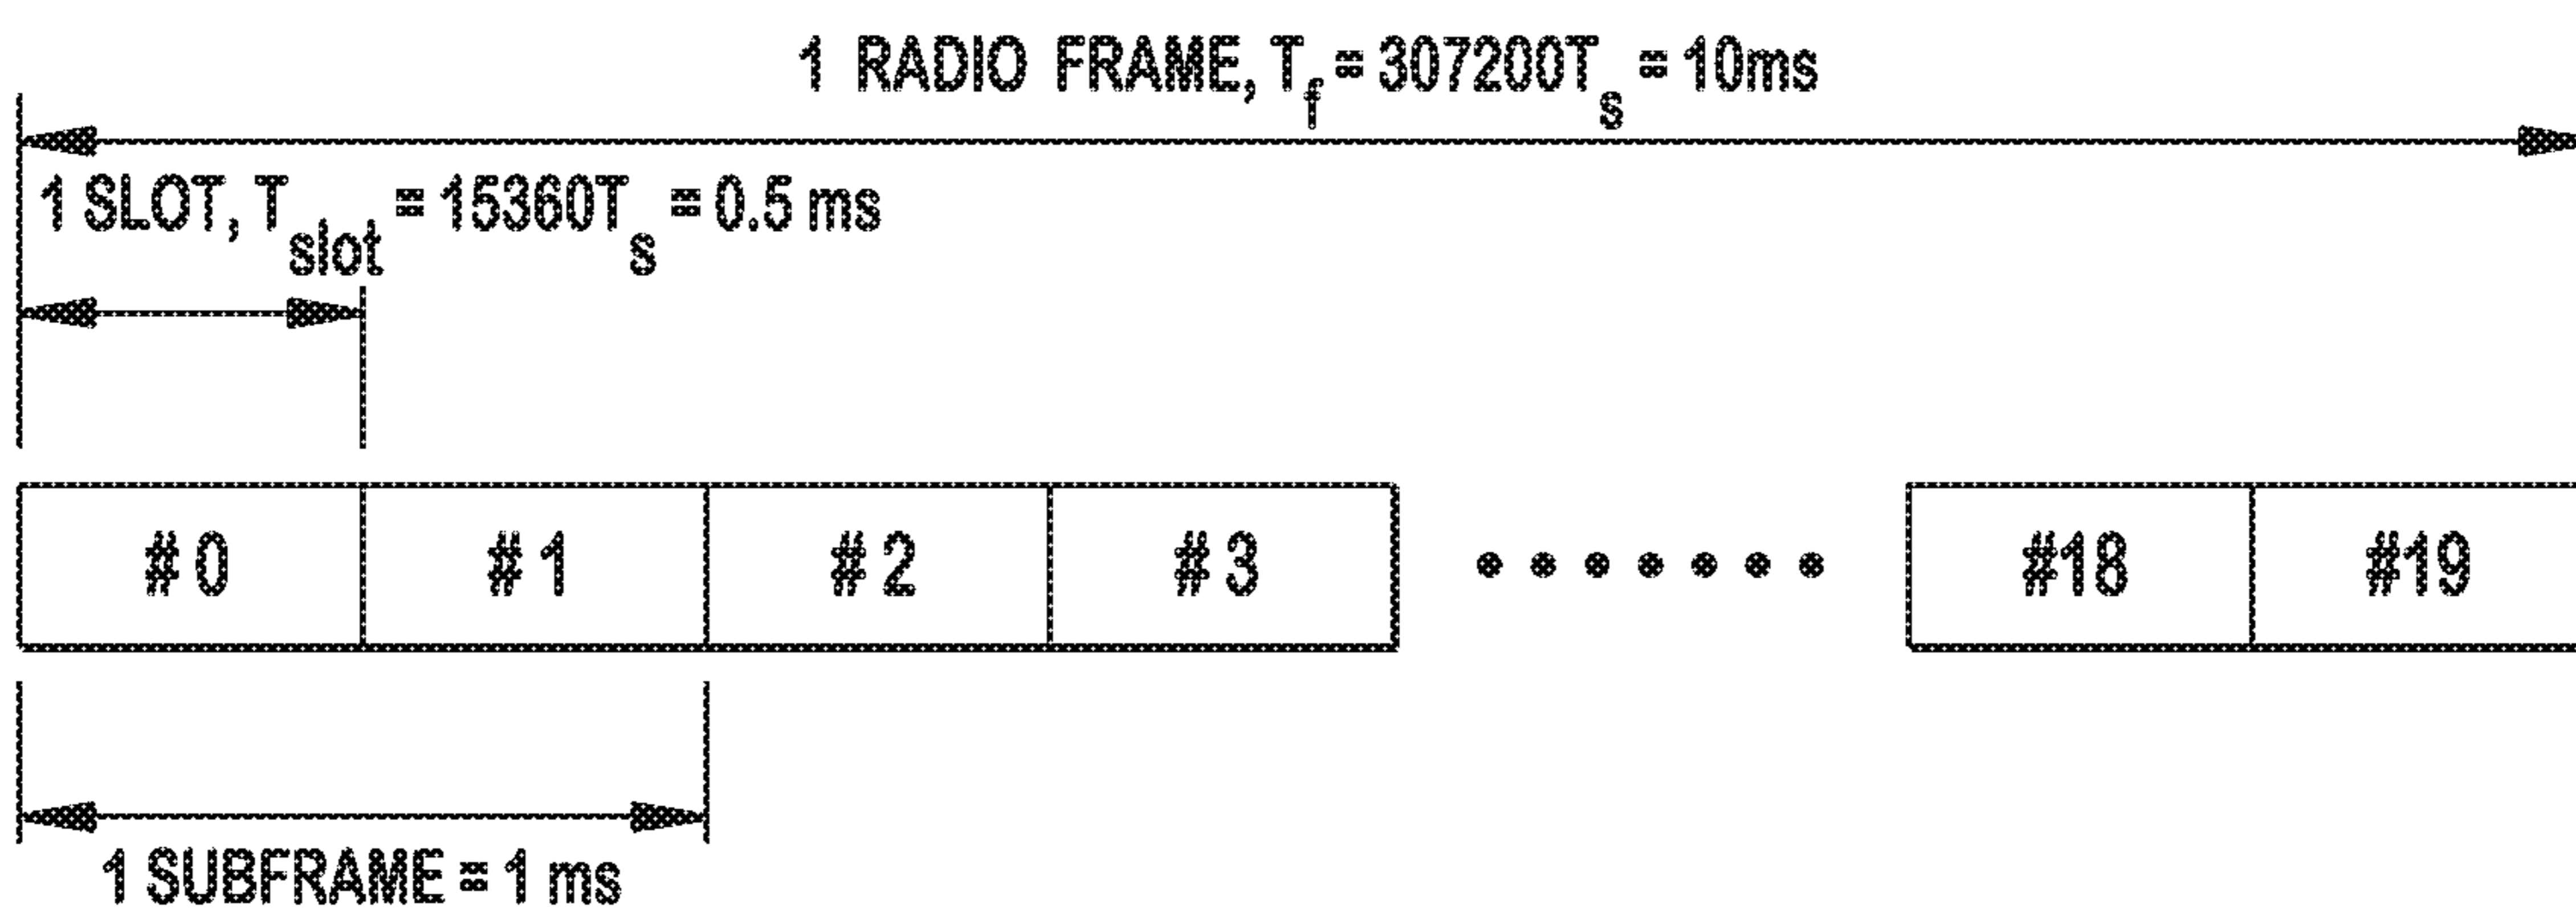 1 RADIO FRAME, Tf = 307200Ts = 10ms
1 SLOT, Tslot = 15360Ts = 0.5 ms
#0 #1 #2 #3 #18 #19
1 SUBFRAME = 1 ms